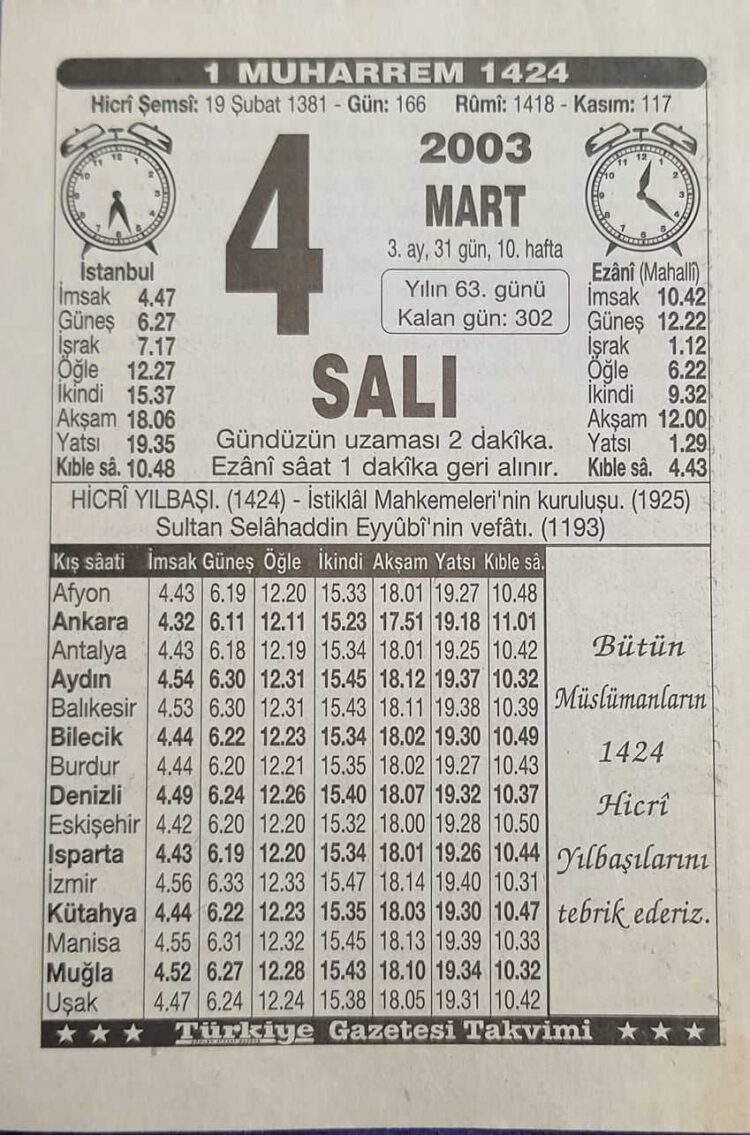 1 MUHARREM 1424
Hicrî Şemsî: 19 Şubat 1381 - Gün: 166 Rûmî: 1418 - Kasım: 117
4
2003
MART
3. ay, 31 gün, 10. hafta
Yılın 63. günü
Kalan gün: 302
SALI
İstanbul
İmsak 4.47
Güneş 6.27
İşrak 7.17
Öğle 12.27
İkindi 15.37
Akşam 18.06
Yatsı 19.35
Kıble sâ. 10.48
Ezânî (Mahallî)
İmsak 10.42
Güneş 12.22
İşrak 1.12
Öğle 6.22
İkindi 9.32
Akşam 12.00
Yatsı 1.29
Kıble sâ. 4.43
Gündüzün uzaması 2 dakîka.
Ezânî sâat 1 dakîka geri alınır.
HİCRÎ YILBAŞI. (1424) - İstiklâl Mahkemeleri'nin kuruluşu. (1925)
Sultan Selâhaddin Eyyûbî'nin vefâtı. (1193)
Kış sâati İmsak Güneş Öğle İkindi Akşam Yatsı Kıble sâ.
Afyon 4.43 6.19 12.20 15.33 18.01 19.27 10.48
Ankara 4.32 6.11 12.11 15.23 17.51 19.18 11.01
Antalya 4.43 6.18 12.19 15.34 18.01 19.25 10.42
Aydın 4.54 6.30 12.31 15.45 18.12 19.37 10.32
Balıkesir 4.53 6.30 12.31 15.43 18.11 19.38 10.39
Bilecik 4.44 6.22 12.23 15.34 18.02 19.30 10.49
Burdur 4.44 6.20 12.21 15.35 18.02 19.27 10.43
Denizli 4.49 6.24 12.26 15.40 18.07 19.32 10.37
Eskişehir 4.42 6.20 12.20 15.32 18.00 19.28 10.50
Isparta 4.43 6.19 12.20 15.34 18.01 19.26 10.44
İzmir 4.56 6.33 12.33 15.47 18.14 19.40 10.31
Kütahya 4.44 6.22 12.23 15.35 18.03 19.30 10.47
Manisa 4.55 6.31 12.32 15.45 18.13 19.39 10.33
Muğla 4.52 6.27 12.28 15.43 18.10 19.34 10.32
Uşak 4.47 6.24 12.24 15.38 18.05 19.31 10.42
Bütün
Müslümanların
1424
Hicrî
Yılbaşılarını
tebrik ederiz.
Türkiye Gazetesi Takvimi